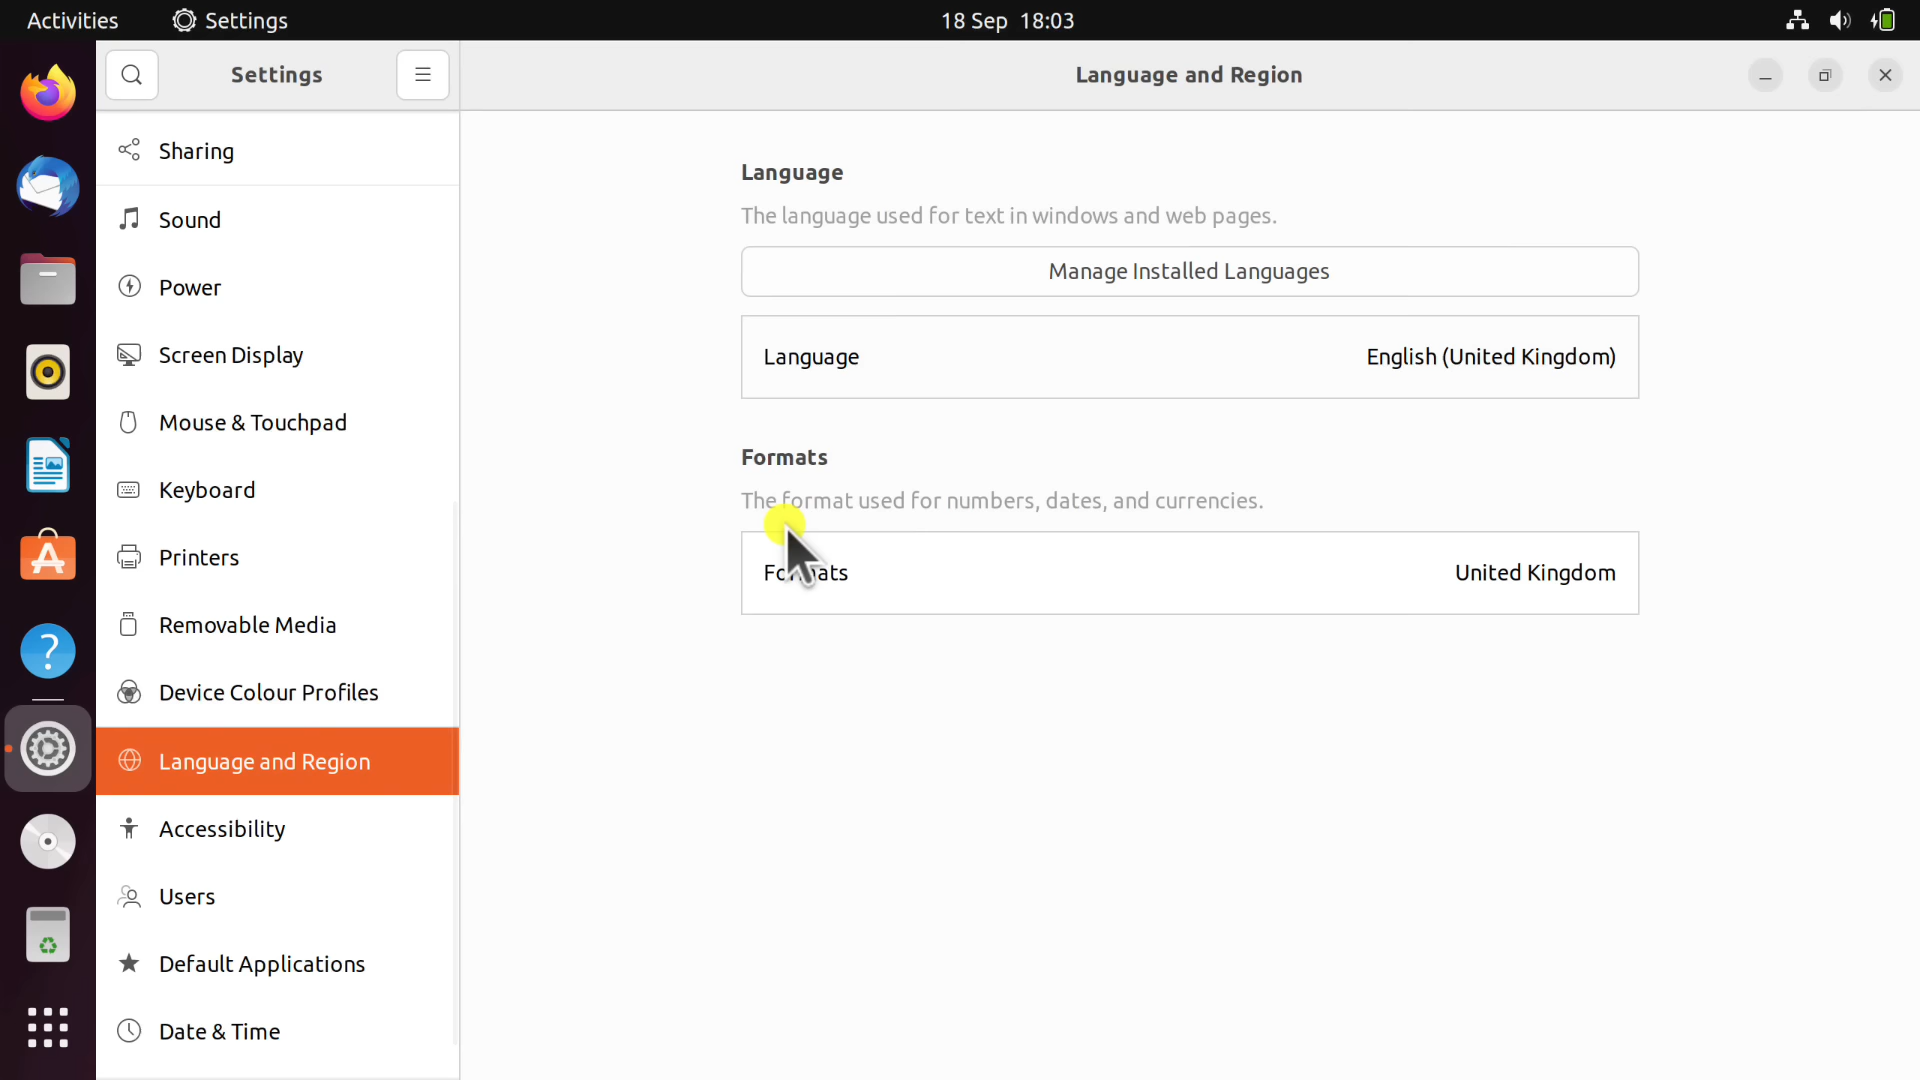 Activities Settings 18 Sep 18:03
Settings
Language and Region
Sharing
Sound
Power
Screen Display
Mouse & Touchpad
Keyboard
Printers
Removable Media
Device Colour Profiles
Language and Region
Accessibility
Users
Default Applications
Date & Time
Language
The language used for text in windows and web pages.
Manage Installed Languages
Language English (United Kingdom)
Formats
The format used for numbers, dates, and currencies.
Formats United Kingdom